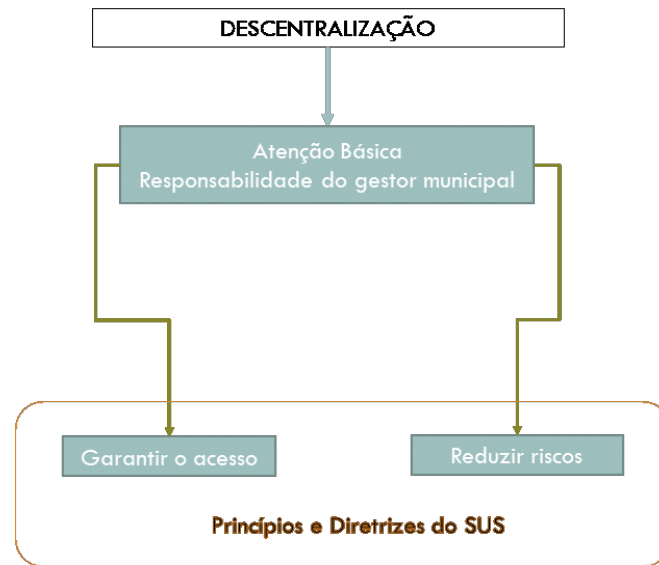 DESCENTRALIZAÇÃO
Atenção Básica
Responsabilidade do gestor municipal
Garantir o acesso
Reduzir riscos
Princípios e Diretrizes do SUS